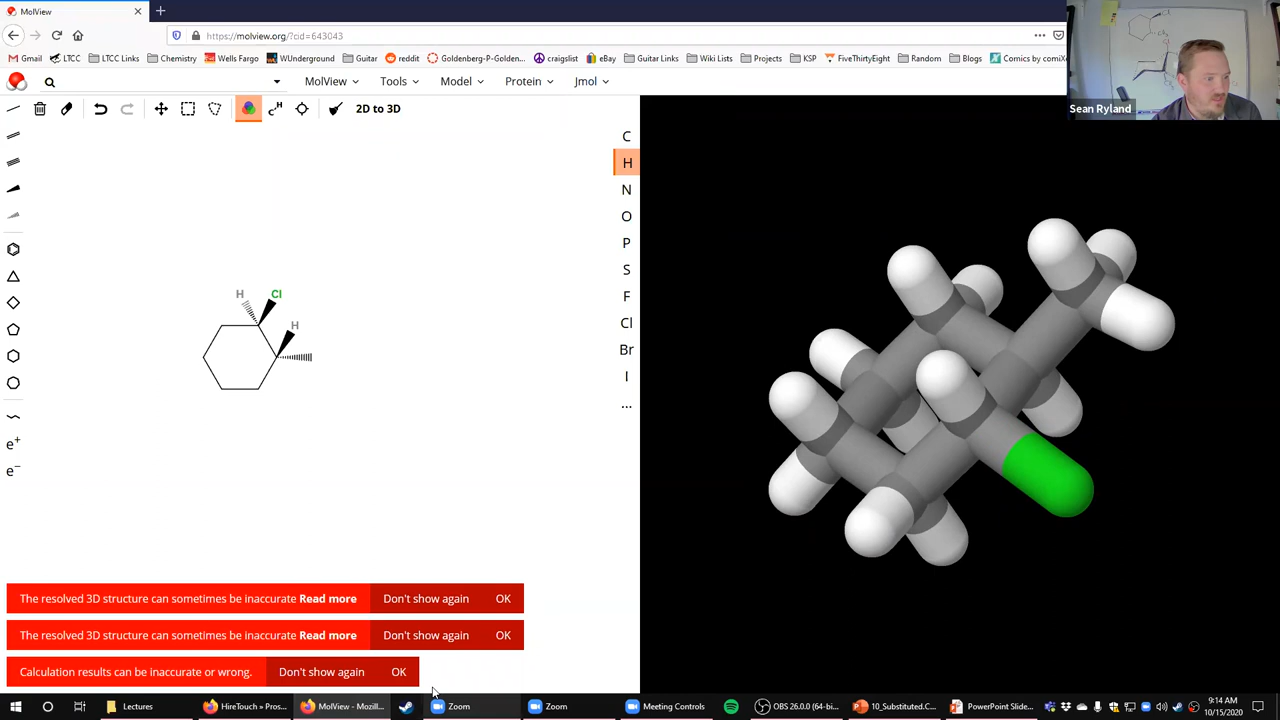 MolView
https://molview.org/?cid=643043
Gmail LTCC LTCC Links Chemistry Wells Fargo WUnderground Guitar reddit Goldenberg-P-Golden... craigslist eBay Guitar Links Wiki Lists Projects KSP FiveThirtyEight Random Blogs Comics by comiX
MolView Tools Model Protein Jmol
Sean Ryland
2D to 3D
C
H
N
O
P
S
F
Cl
Br
I
...
H Cl
H
e+
e−
The resolved 3D structure can sometimes be inaccurate Read more Don't show again OK
The resolved 3D structure can sometimes be inaccurate Read more Don't show again OK
Calculation results can be inaccurate or wrong. Don't show again OK
Lectures HireTouch » Pros... MolView - Mozill... Zoom Zoom Meeting Controls OBS 26.0.0 (64-bi... 10_Substituted.C... PowerPoint Slide...
9:14 AM
10/15/2020